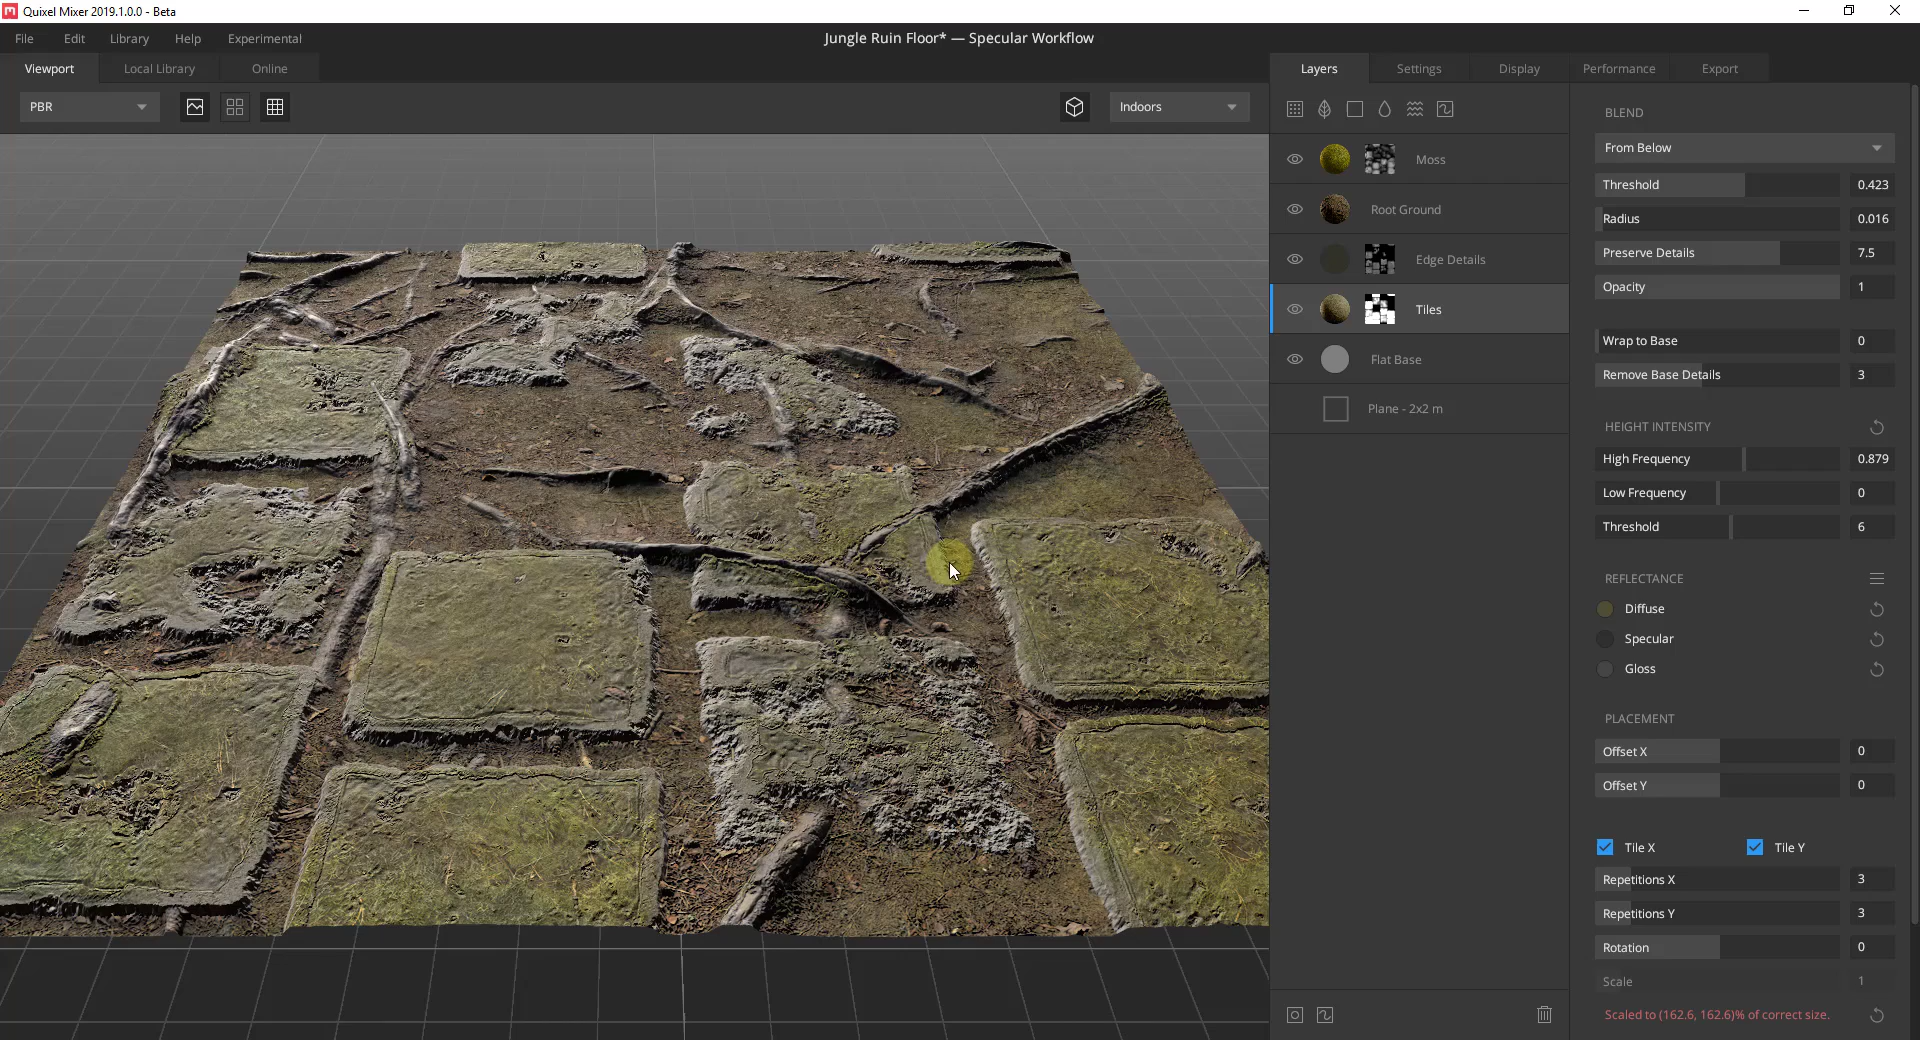 Quixel Mixer 2019.1.0.0 - Beta
File Edit Library Help Experimental
Jungle Ruin Floor* — Specular Workflow
Viewport Local Library Online
Layers Settings Display Performance Export
PBR
Indoors
Moss
Root Ground
Edge Details
Tiles
Flat Base
Plane - 2x2 m
BLEND
From Below
Threshold 0.423
Radius 0.016
Preserve Details 7.5
Opacity 1
Wrap to Base 0
Remove Base Details 3
HEIGHT INTENSITY
High Frequency 0.879
Low Frequency 0
Threshold 6
REFLECTANCE
Diffuse
Specular
Gloss
PLACEMENT
Offset X 0
Offset Y 0
Tile X Tile Y
Repetitions X 3
Repetitions Y 3
Rotation 0
Scale 1
Scaled to (162.6, 162.6)% of correct size.